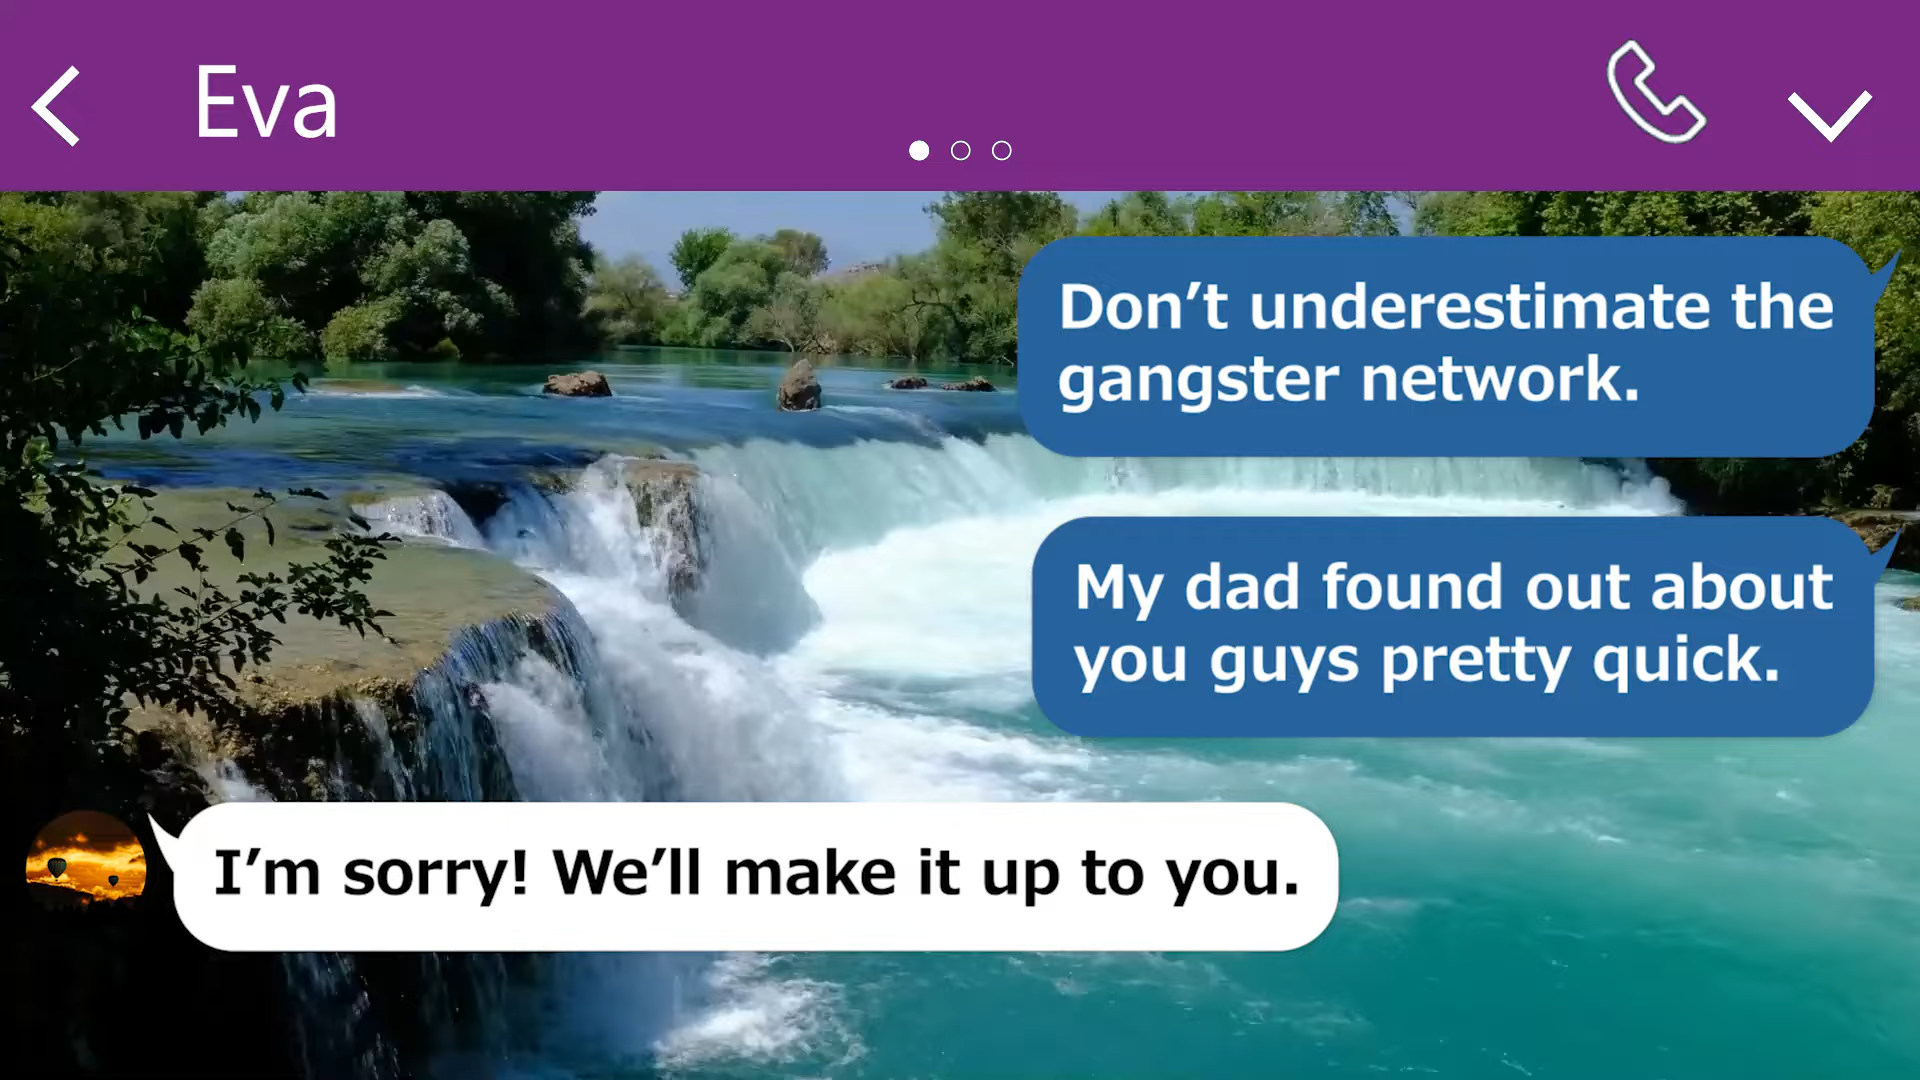 Eva
Don’t underestimate the
gangster network.
My dad found out about
you guys pretty quick.
I’m sorry! We’ll make it up to you.